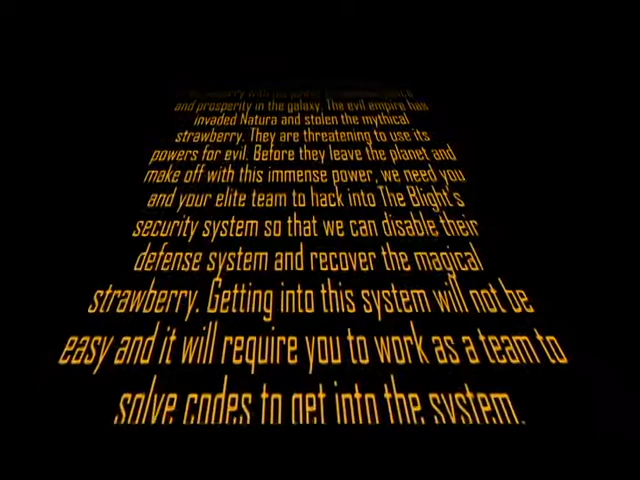 and prosperity in the galaxy. The evil empire has
invaded Natura and stolen the mythical
strawberry. They are threatening to use its
powers for evil. Before they leave the planet and
make off with this immense power, we need you
and your elite team to hack into The Blight's
security system so that we can disable their
defense system and recover the magical
strawberry. Getting into this system will not be
easy and it will require you to work as a team to
solve codes to get into the system.